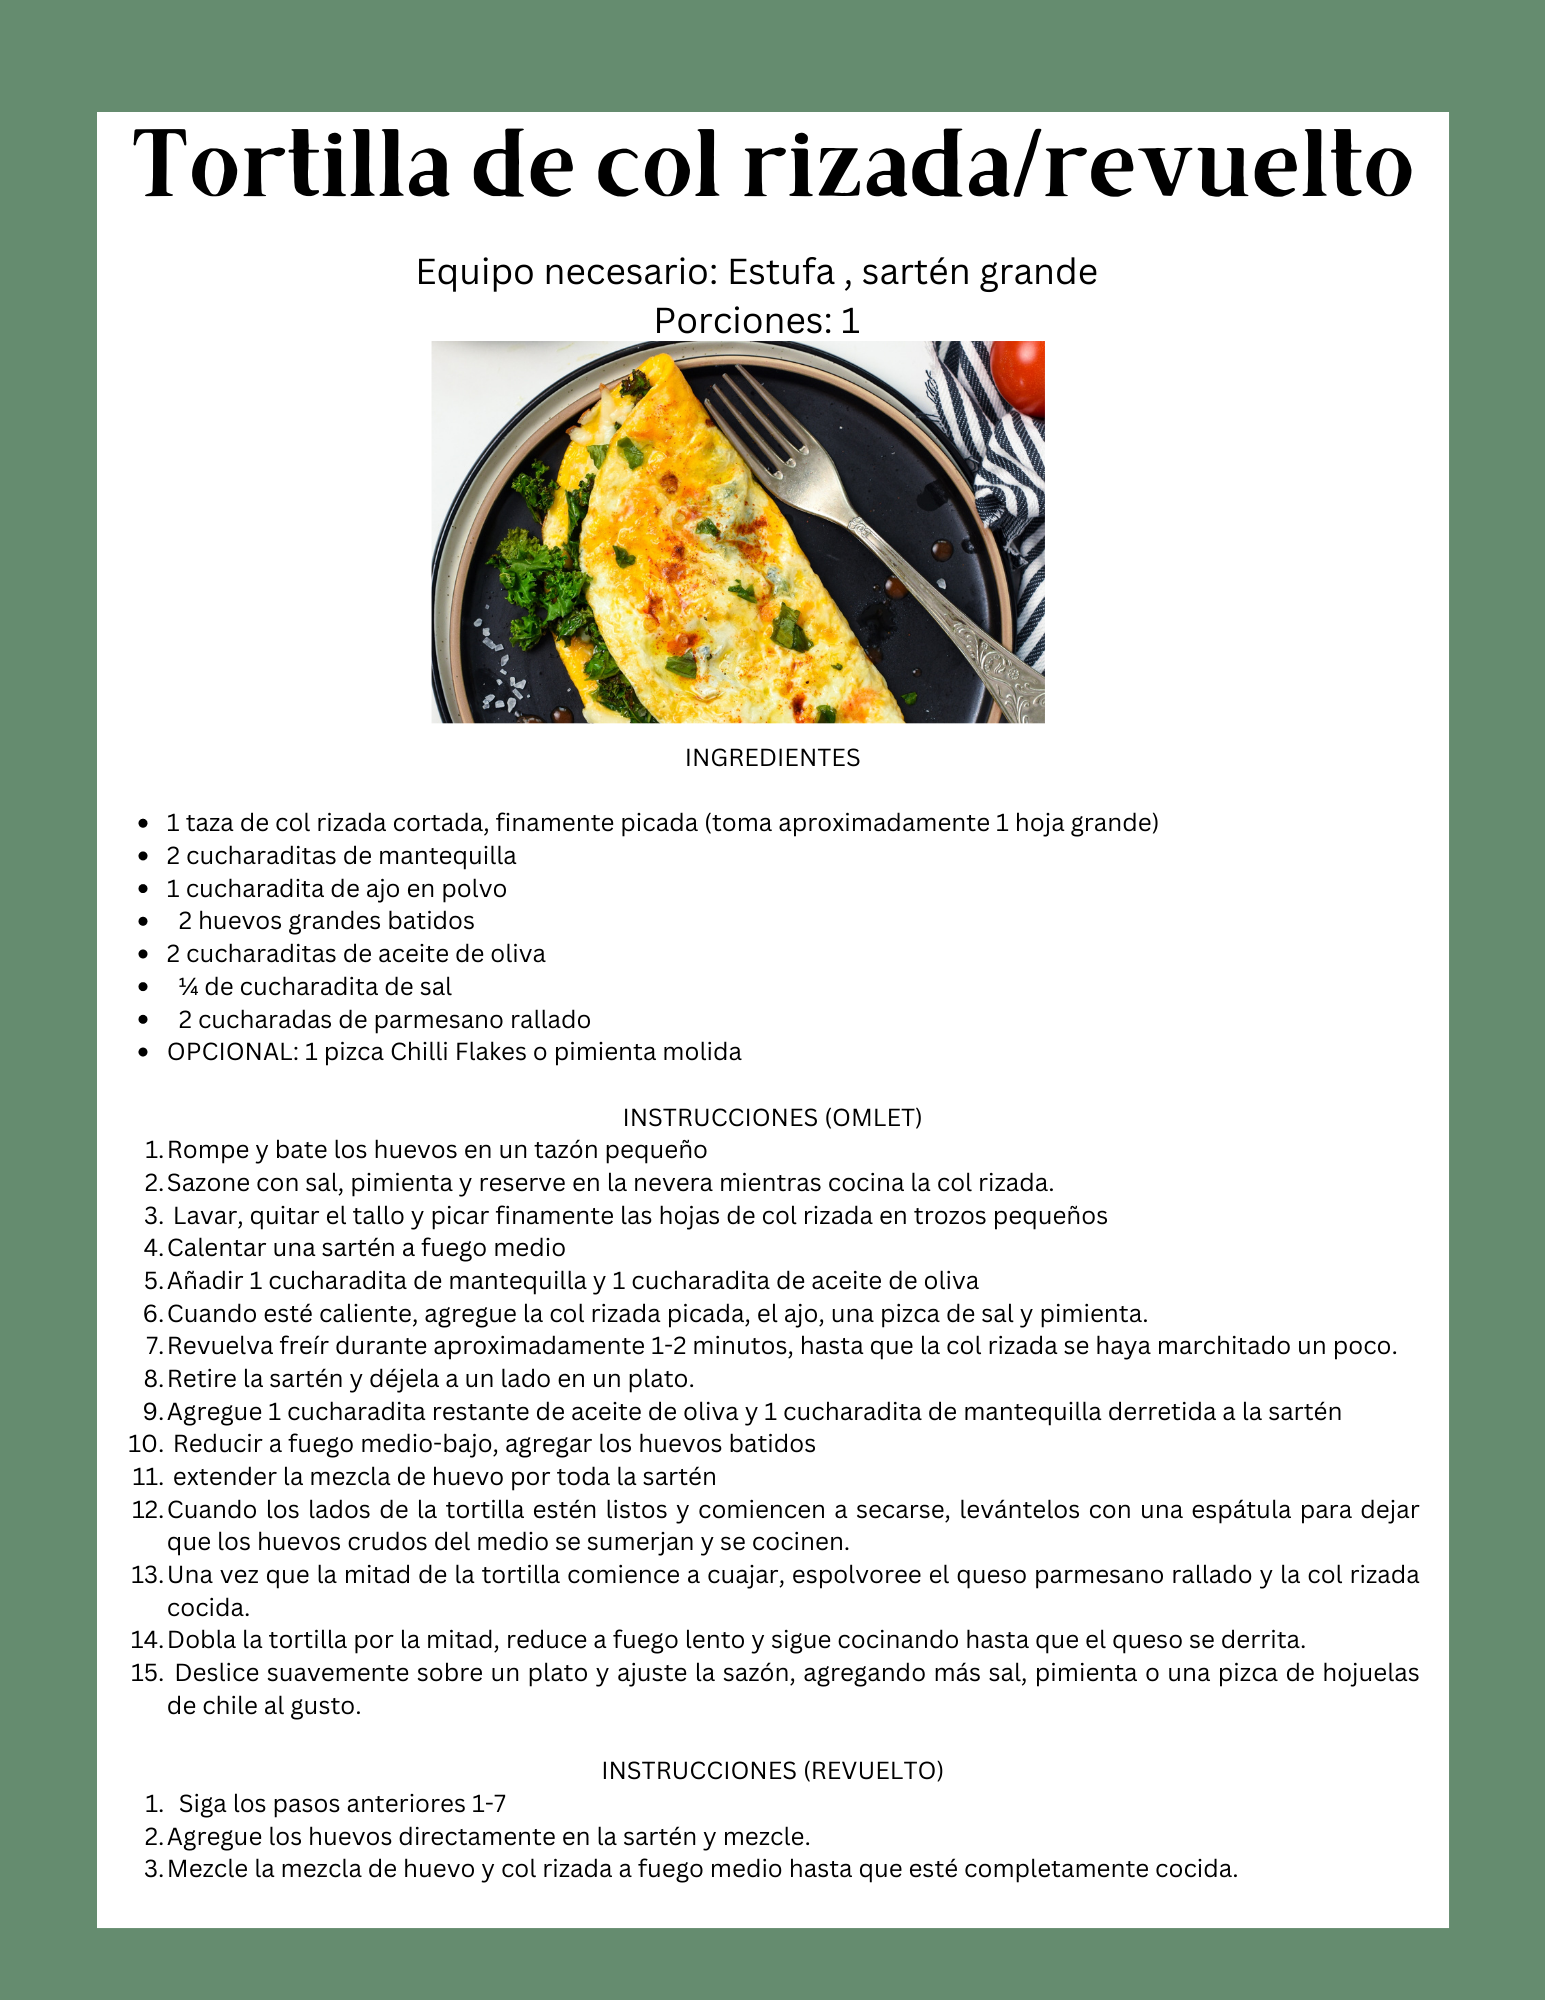 Tortilla de col rizada/revuelto
Equipo necesario: Estufa , sartén grande
Porciones: 1
INGREDIENTES
• 1 taza de col rizada cortada, finamente picada (toma aproximadamente 1 hoja grande)
• 2 cucharaditas de mantequilla
• 1 cucharadita de ajo en polvo
• 2 huevos grandes batidos
• 2 cucharaditas de aceite de oliva
• ¼ de cucharadita de sal
• 2 cucharadas de parmesano rallado
• OPCIONAL: 1 pizca Chilli Flakes o pimienta molida
INSTRUCCIONES (OMLET)
1. Rompe y bate los huevos en un tazón pequeño
2. Sazone con sal, pimienta y reserve en la nevera mientras cocina la col rizada.
3. Lavar, quitar el tallo y picar finamente las hojas de col rizada en trozos pequeños
4. Calentar una sartén a fuego medio
5. Añadir 1 cucharadita de mantequilla y 1 cucharadita de aceite de oliva
6. Cuando esté caliente, agregue la col rizada picada, el ajo, una pizca de sal y pimienta.
7. Revuelva freír durante aproximadamente 1-2 minutos, hasta que la col rizada se haya marchitado un poco.
8. Retire la sartén y déjela a un lado en un plato.
9. Agregue 1 cucharadita restante de aceite de oliva y 1 cucharadita de mantequilla derretida a la sartén
10. Reducir a fuego medio-bajo, agregar los huevos batidos
11. extender la mezcla de huevo por toda la sartén
12. Cuando los lados de la tortilla estén listos y comiencen a secarse, levántelos con una espátula para dejar
que los huevos crudos del medio se sumerjan y se cocinen.
13. Una vez que la mitad de la tortilla comience a cuajar, espolvoree el queso parmesano rallado y la col rizada
cocida.
14. Dobla la tortilla por la mitad, reduce a fuego lento y sigue cocinando hasta que el queso se derrita.
15. Deslice suavemente sobre un plato y ajuste la sazón, agregando más sal, pimienta o una pizca de hojuelas
de chile al gusto.
INSTRUCCIONES (REVUELTO)
1. Siga los pasos anteriores 1-7
2. Agregue los huevos directamente en la sartén y mezcle.
3. Mezcle la mezcla de huevo y col rizada a fuego medio hasta que esté completamente cocida.